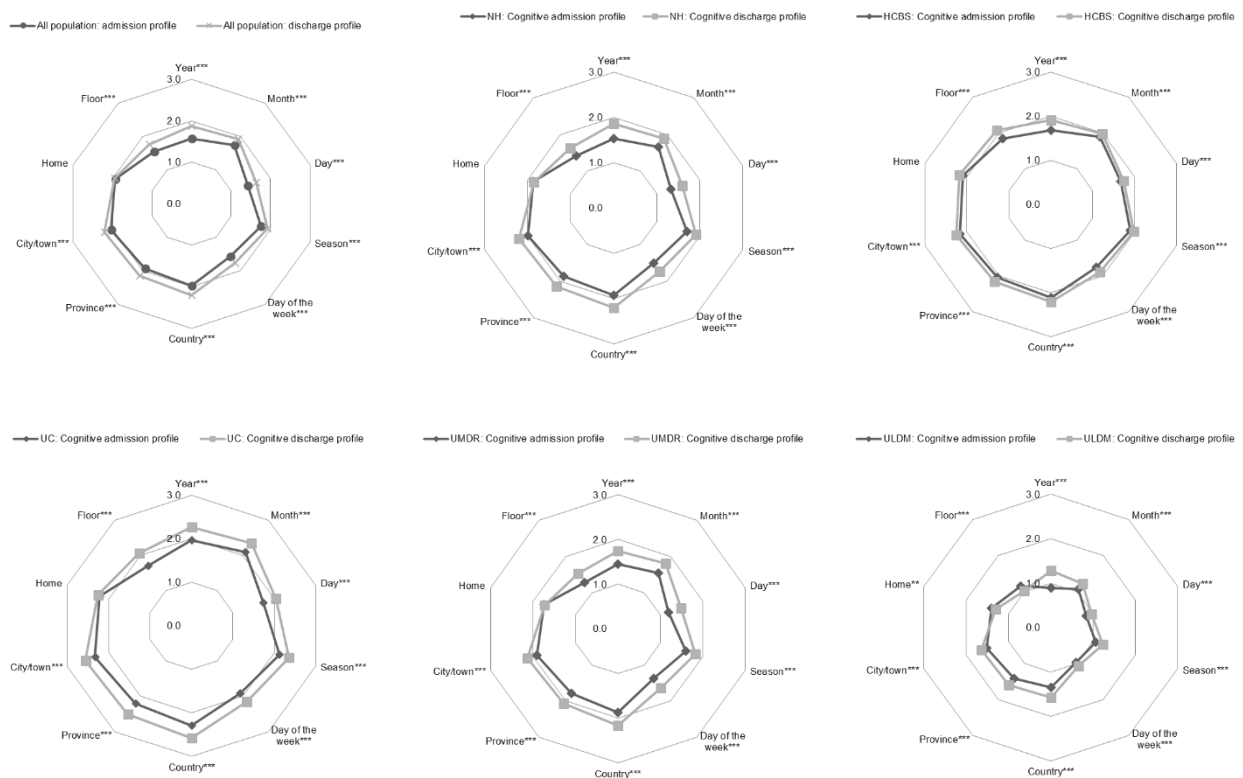 All population: admission profile All population: discharge profile
Year***
3.0
Floor*** Month***
2.0
Home 1.0 Day***
0.0
City/town*** Season***
Province*** Day of the
week***
Country***
NH: Cognitive admission profile NH: Cognitive discharge profile
Year***
3.0
Floor*** Month***
2.0
Home 1.0 Day***
0.0
City/town*** Season***
Province*** Day of the
week***
Country***
HCBS: Cognitive admission profile HCBS: Cognitive discharge profile
Year***
3.0
Floor*** Month***
2.0
Home 1.0 Day***
0.0
City/town*** Season***
Province*** Day of the
week***
Country***
UC: Cognitive admission profile UC: Cognitive discharge profile
Year***
3.0
Floor*** Month***
2.0
Home 1.0 Day***
0.0
City/town*** Season***
Province*** Day of the
week***
Country***
UMDR: Cognitive admission profile UMDR: Cognitive discharge profile
Year***
3.0
Floor*** Month***
2.0
Home 1.0 Day***
0.0
City/town*** Season***
Province*** Day of the
week***
Country***
ULDM: Cognitive admission profile ULDM: Cognitive discharge profile
Year***
3.0
Floor*** Month***
2.0
Home** 1.0 Day***
0.0
City/town*** Season***
Province*** Day of the
week***
Country***